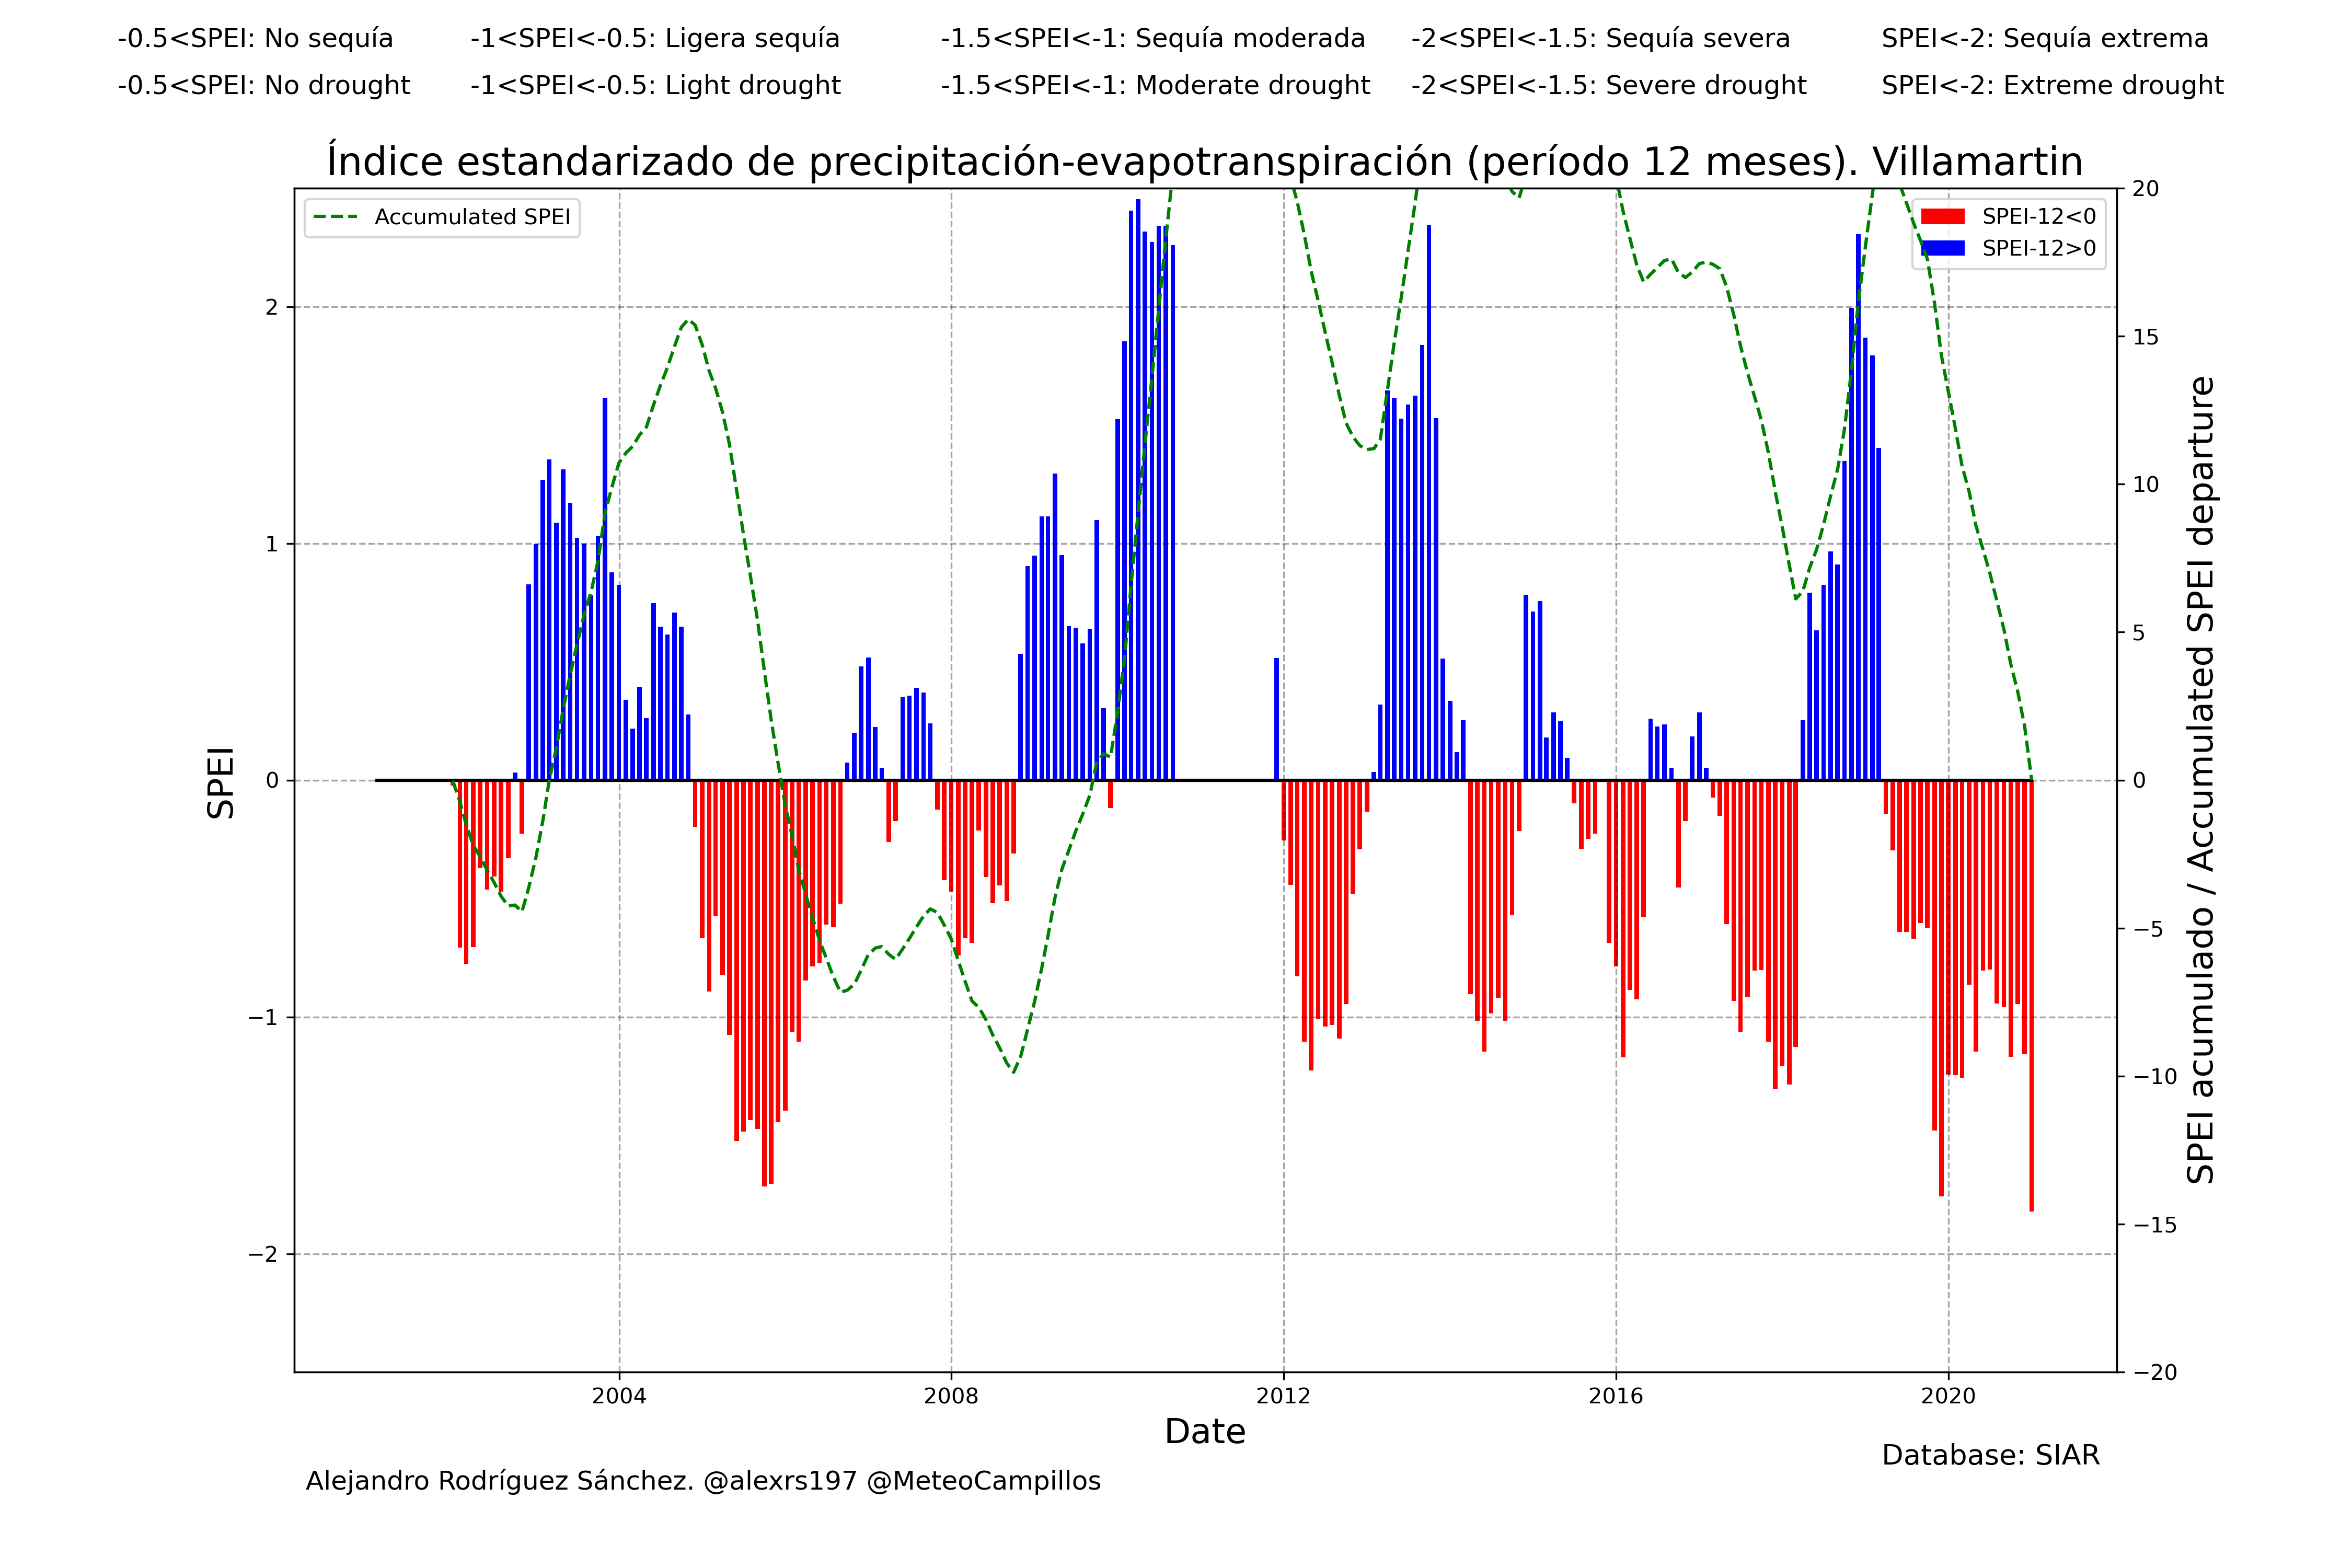 -0.5<SPEI: No sequía -1<SPEI<-0.5: Ligera sequía -1.5<SPEI<-1: Sequía moderada -2<SPEI<-1.5: Sequía severa SPEI<-2: Sequía extrema
-0.5<SPEI: No drought -1<SPEI<-0.5: Light drought -1.5<SPEI<-1: Moderate drought -2<SPEI<-1.5: Severe drought SPEI<-2: Extreme drought
Índice estandarizado de precipitación-evapotranspiración (período 12 meses). Villamartin
Accumulated SPEI
SPEI-12<0
SPEI-12>0
SPEI
2
1
0
−1
−2
20
15
10
5
0
−5
−10
−15
−20
SPEI acumulado / Accumulated SPEI departure
2004 2008 2012 2016 2020
Date
Database: SIAR
Alejandro Rodríguez Sánchez. @alexrs197 @MeteoCampillos